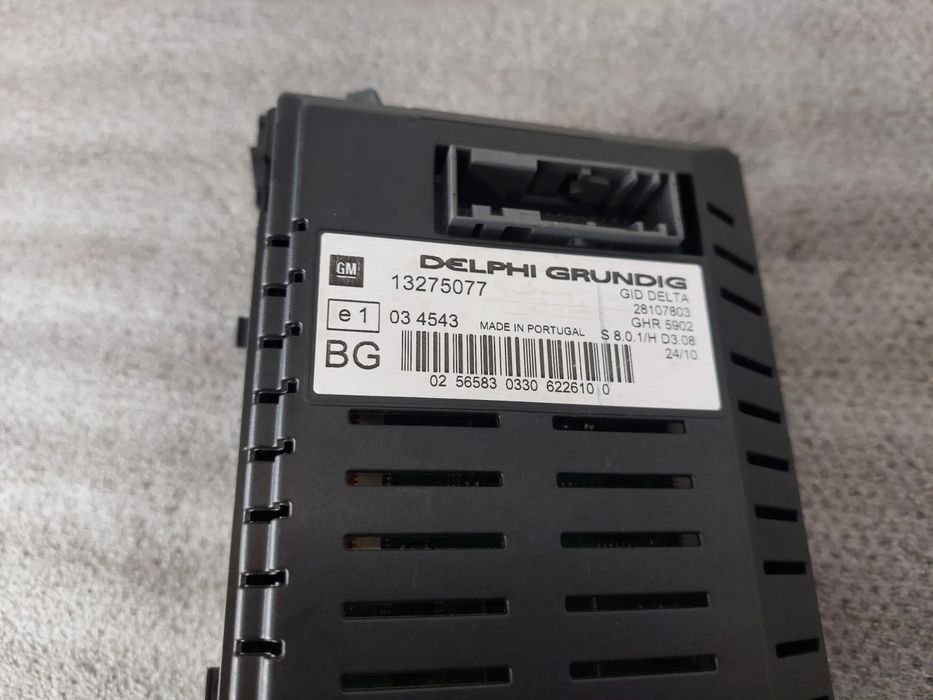 GM
DELPHI GRUNDIG
13275077
GID DELTA
28107803
e1
03 4543
MADE IN PORTUGAL
GHR 5902
S 8.0.1/H D3.08
24/10
BG
02 56583 0330 622610 0